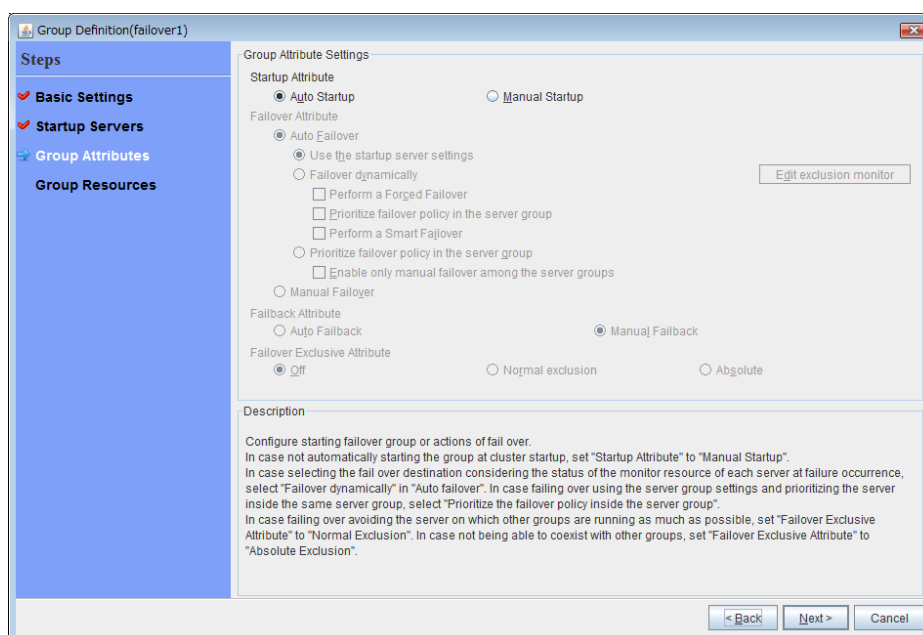 Group Definition(failover1)
Steps
Basic Settings
Startup Servers
Group Attributes
Group Resources
Group Attribute Settings
Startup Attribute
Auto Startup
Manual Startup
Failover Attribute
Auto Failover
Use the startup server settings
Failover dynamically
Edit exclusion monitor
Perform a Forced Failover
Prioritize failover policy in the server group
Perform a Smart Failover
Prioritize failover policy in the server group
Enable only manual failover among the server groups
Manual Failover
Failback Attribute
Auto Failback
Manual Failback
Failover Exclusive Attribute
Off
Normal exclusion
Absolute
Description
Configure starting failover group or actions of fail over.
In case not automatically starting the group at cluster startup, set "Startup Attribute" to "Manual Startup".
In case selecting the fail over destination considering the status of the monitor resource of each server at failure occurrence,
select "Failover dynamically" in "Auto failover". In case failing over using the server group settings and prioritizing the server
inside the same server group, select "Prioritize the failover policy inside the server group".
In case failing over avoiding the server on which other groups are running as much as possible, set "Failover Exclusive
Attribute" to "Normal Exclusion". In case not being able to coexist with other groups, set "Failover Exclusive Attribute" to
"Absolute Exclusion".
< Back
Next >
Cancel